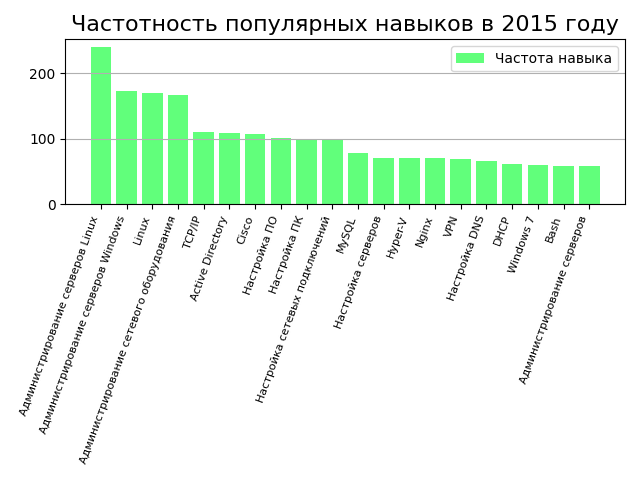 Частотность популярных навыков в 2015 году
Частота навыка
200
100
0
Администрирование серверов Linux
Администрирование серверов Windows
Linux
Администрирование сетевого оборудования
TCP/IP
Active Directory
Cisco
Настройка ПО
Настройка ПК
Настройка сетевых подключений
MySQL
Настройка серверов
Hyper-V
Nginx
VPN
Настройка DNS
DHCP
Windows 7
Bash
Администрирование серверов